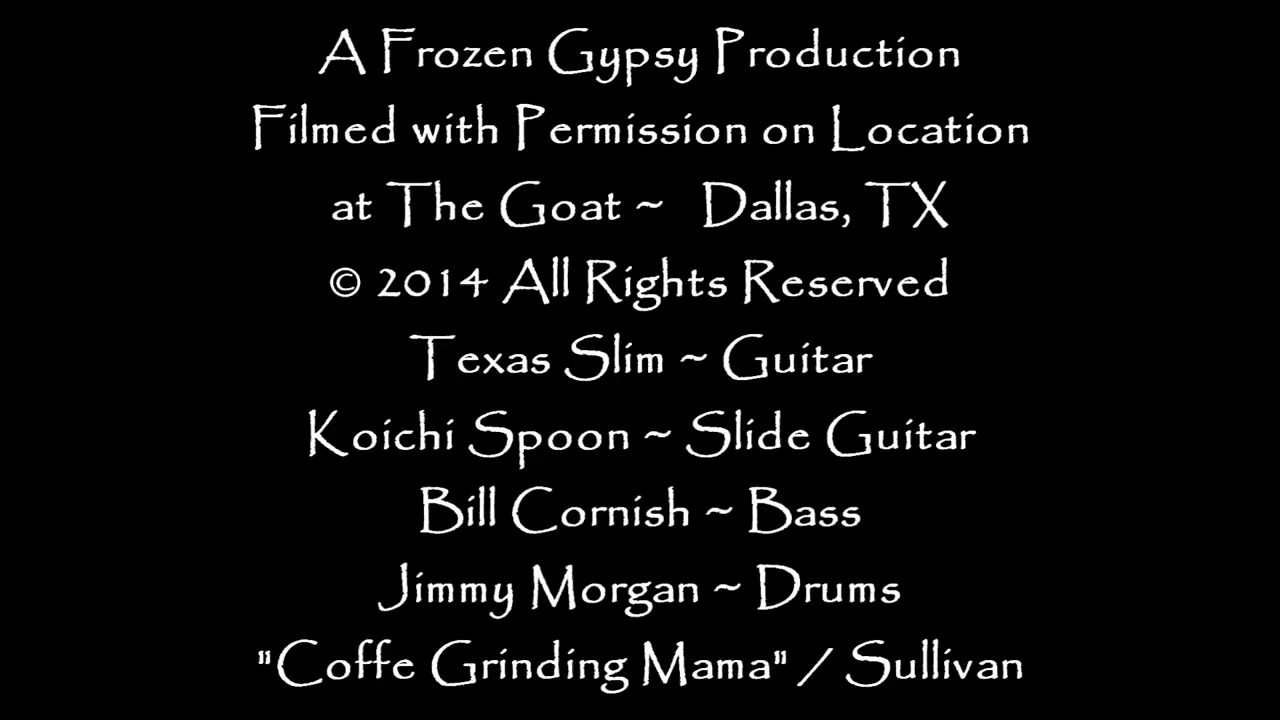 A Frozen Gypsy Production
Filmed with Permission on Location
at The Goat ~ Dallas, TX
© 2014 All Rights Reserved
Texas Slim ~ Guitar
Koichi Spoon ~ Slide Guitar
Bill Cornish ~ Bass
Jimmy Morgan ~ Drums
"Coffe Grinding Mama" / Sullivan